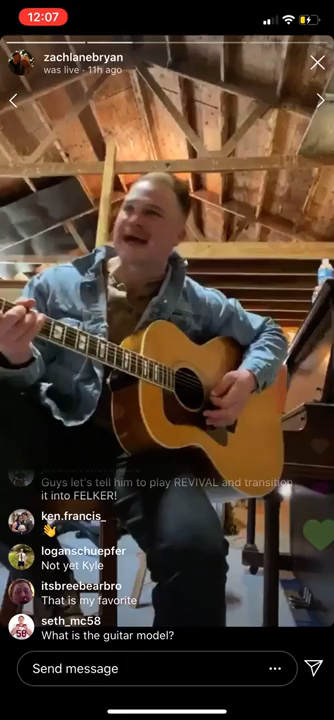 12:07
zachlanebryan
was live · 11h ago
Guys let's tell him to play REVIVAL and transition
it into FELKER!
ken.francis_
👋
loganschuepfer
Not yet Kyle
itsbreebearbro
That is my favorite
seth_mc58
What is the guitar model?
Send message